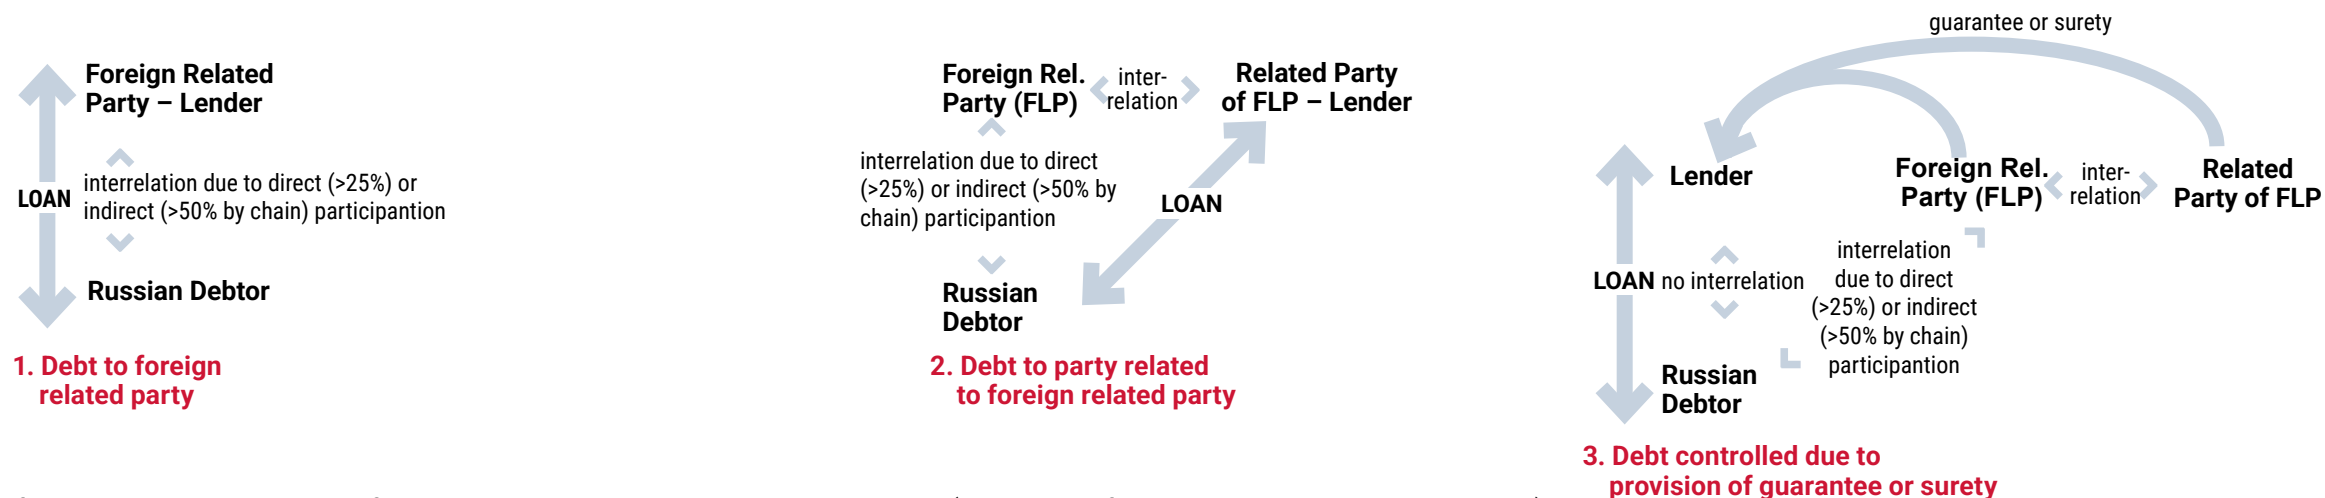 Foreign Related
Party – Lender
LOAN
interrelation due to direct (>25%) or
indirect (>50% by chain) participantion
Russian Debtor
1. Debt to foreign
related party
Foreign Rel.
Party (FLP)
inter-
relation
Related Party
of FLP – Lender
interrelation due to direct
(>25%) or indirect (>50% by
chain) participantion
LOAN
Russian
Debtor
2. Debt to party related
to foreign related party
guarantee or surety
Lender
Foreign Rel.
Party (FLP)
inter-
relation
Related
Party of FLP
LOAN
no interrelation
interrelation
due to direct
(>25%) or indirect
(>50% by chain)
participantion
Russian
Debtor
3. Debt controlled due to
provision of guarantee or surety